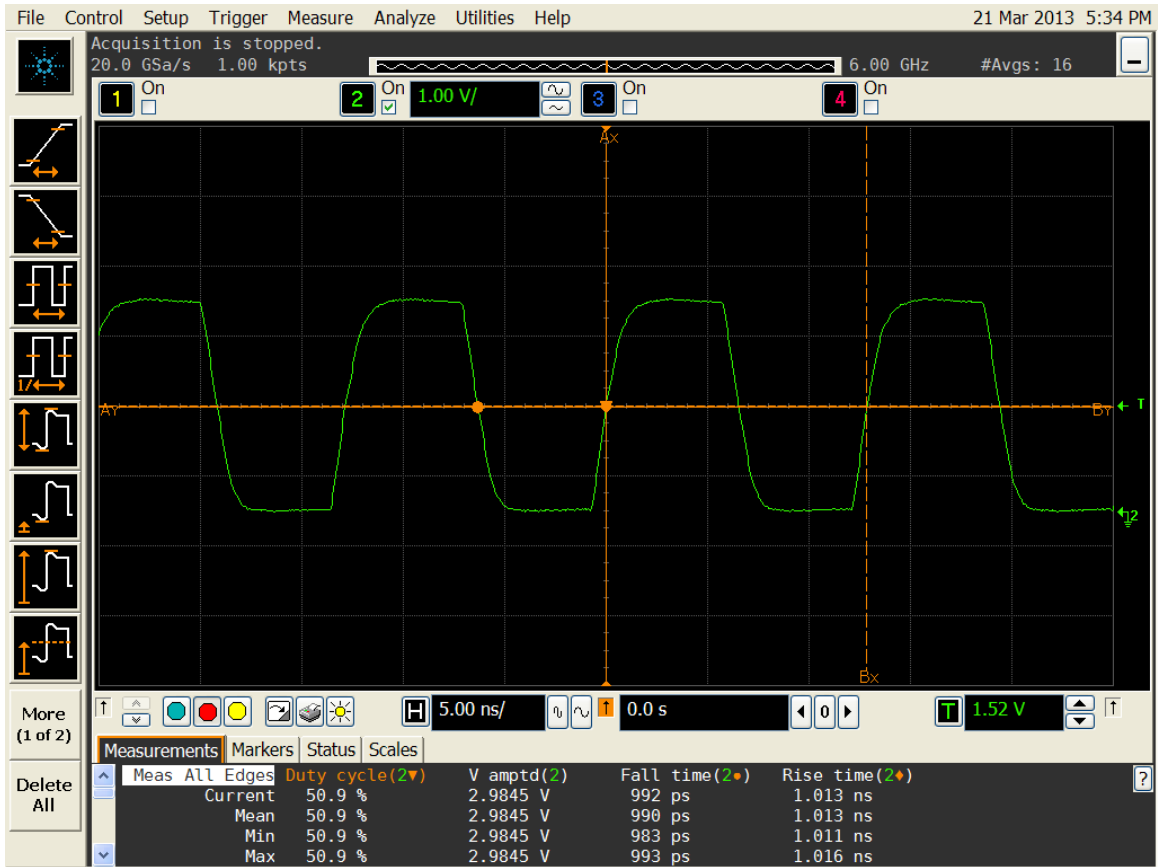 File Control Setup Trigger Measure Analyze Utilities Help 21 Mar 2013 5:34 PM
Acquisition is stopped.
20.0 GSa/s 1.00 kpts 6.00 GHz #Avgs: 16
1 On 2 On 1.00 V/ 3 On 4 On
Ax
1/
AY BY T
2
Bx
More
(1 of 2)
Delete
All
H 5.00 ns/ 0.0 s 0 T 1.52 V
Measurements Markers Status Scales
Meas All Edges Duty cycle(2▼) V amptd(2) Fall time(2●) Rise time(2♦) ?
Current 50.9 % 2.9845 V 992 ps 1.013 ns
Mean 50.9 % 2.9845 V 990 ps 1.013 ns
Min 50.9 % 2.9845 V 983 ps 1.011 ns
Max 50.9 % 2.9845 V 993 ps 1.016 ns